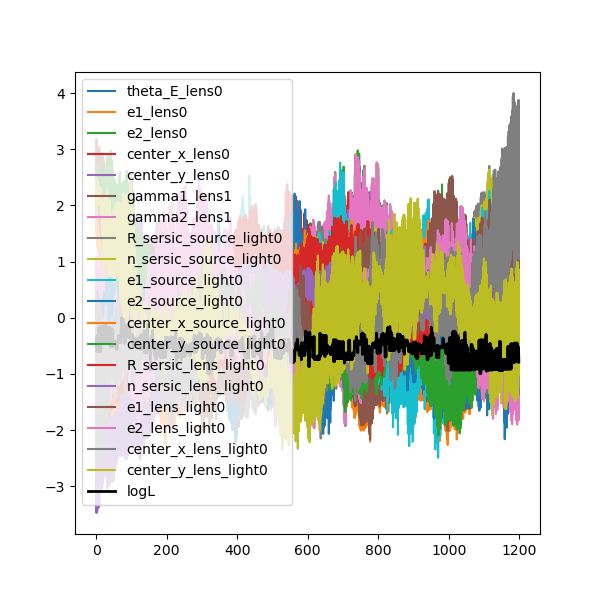 4
3
2
1
0
−1
−2
−3
0
200
400
600
800
1000
1200
theta_E_lens0
e1_lens0
e2_lens0
center_x_lens0
center_y_lens0
gamma1_lens1
gamma2_lens1
R_sersic_source_light0
n_sersic_source_light0
e1_source_light0
e2_source_light0
center_x_source_light0
center_y_source_light0
R_sersic_lens_light0
n_sersic_lens_light0
e1_lens_light0
e2_lens_light0
center_x_lens_light0
center_y_lens_light0
logL